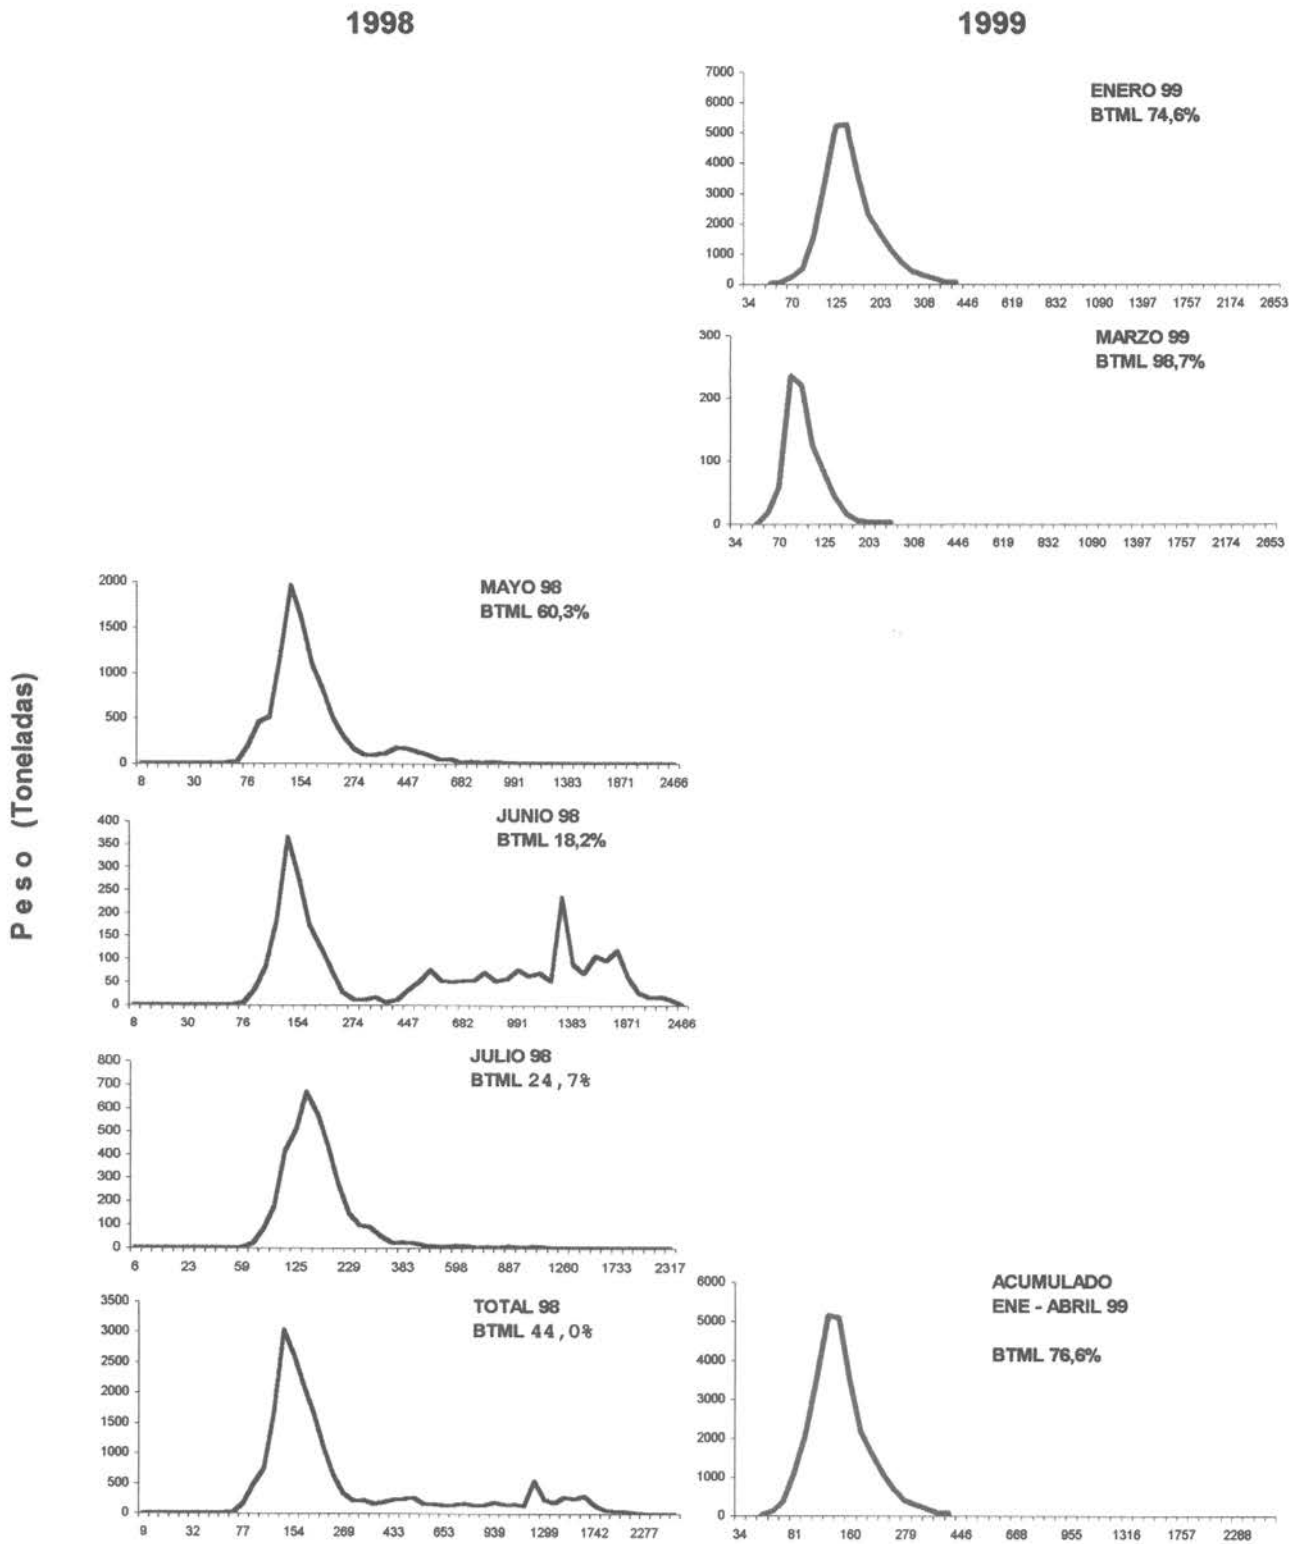 1998
1999
7000
6000
5000
4000
3000
2000
1000
0
ENERO 99
BTML 74,6%
34 70 125 203 308 446 619 832 1090 1397 1757 2174 2653
300
200
100
0
MARZO 99
BTML 98,7%
34 70 125 203 308 446 619 832 1090 1397 1757 2174 2653
Peso (Toneladas)
2000
1500
1000
500
0
MAYO 98
BTML 60,3%
8 30 76 154 274 447 682 991 1383 1871 2466
400
350
300
250
200
150
100
50
0
JUNIO 98
BTML 18,2%
8 30 76 154 274 447 682 991 1383 1871 2466
800
700
600
500
400
300
200
100
0
JULIO 98
BTML 24,7%
6 23 59 125 229 383 598 887 1260 1733 2317
3500
3000
2500
2000
1500
1000
500
0
TOTAL 98
BTML 44,0%
9 32 77 154 269 433 653 939 1299 1742 2277
6000
5000
4000
3000
2000
1000
0
ACUMULADO
ENE - ABRIL 99
BTML 76,6%
34 81 160 279 446 668 955 1316 1757 2288